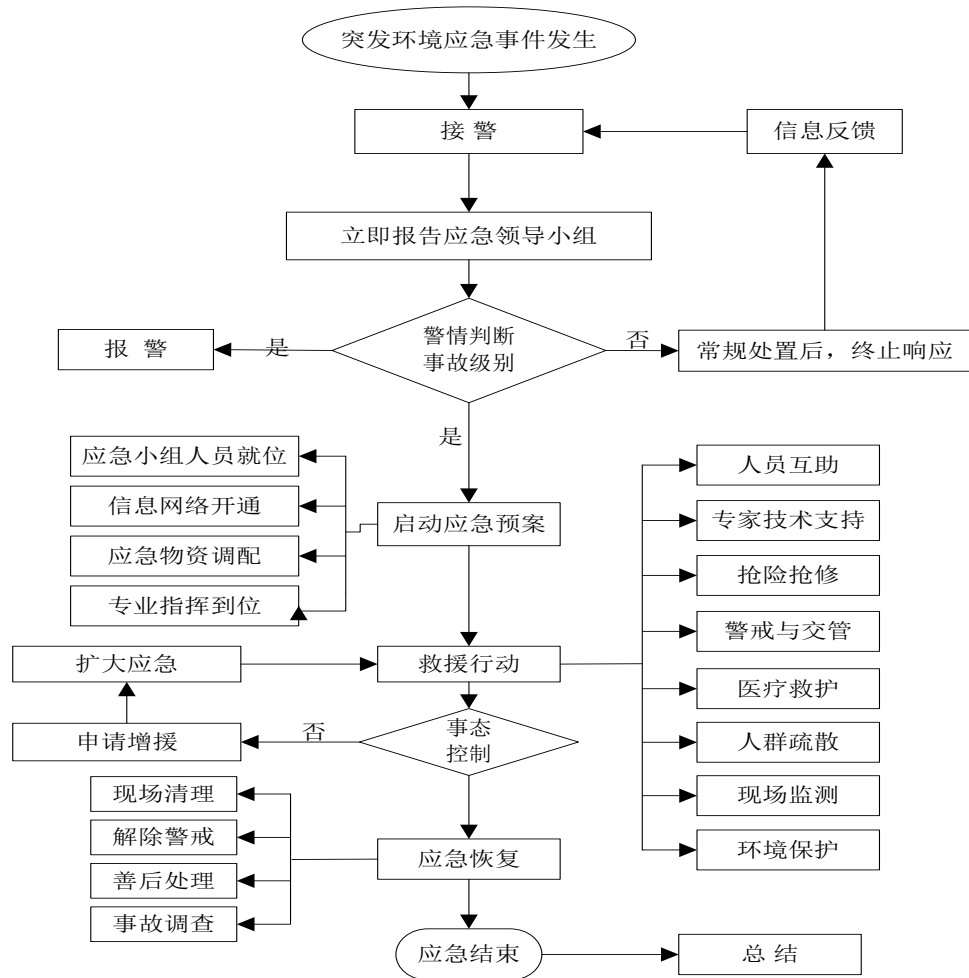 突发环境应急事件发生
接 警
信息反馈
立即报告应急领导小组
警情判断
事故级别
报 警
是
否
常规处置后，终止响应
是
应急小组人员就位
信息网络开通
应急物资调配
专业指挥到位
启动应急预案
人员互助
专家技术支持
抢险抢修
警戒与交管
医疗救护
人群疏散
现场监测
环境保护
扩大应急
救援行动
申请增援
否
事态
控制
现场清理
解除警戒
善后处理
事故调查
应急恢复
应急结束
总 结